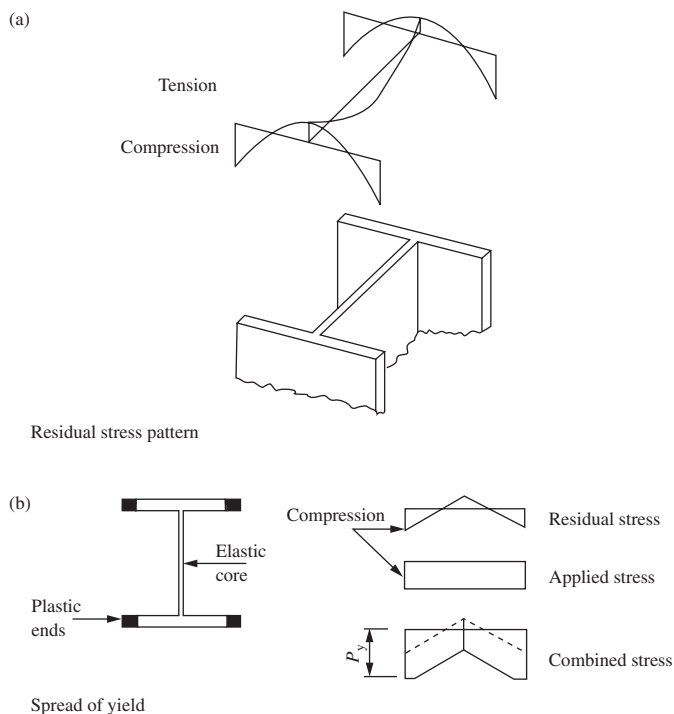 (a)
Tension
Compression
Residual stress pattern
(b)
Compression
Residual stress
Elastic
core
Applied stress
Plastic
ends
P_y
Combined stress
Spread of yield